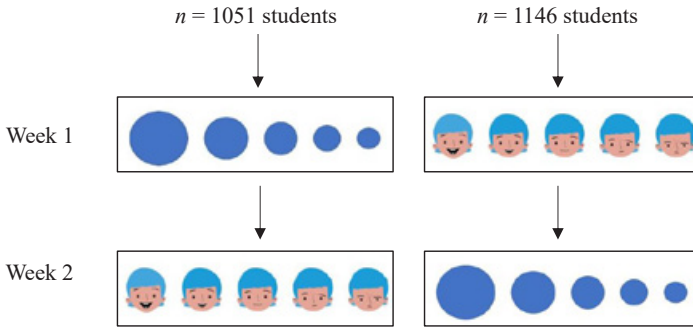 n = 1051 students
n = 1146 students
Week 1
Week 2